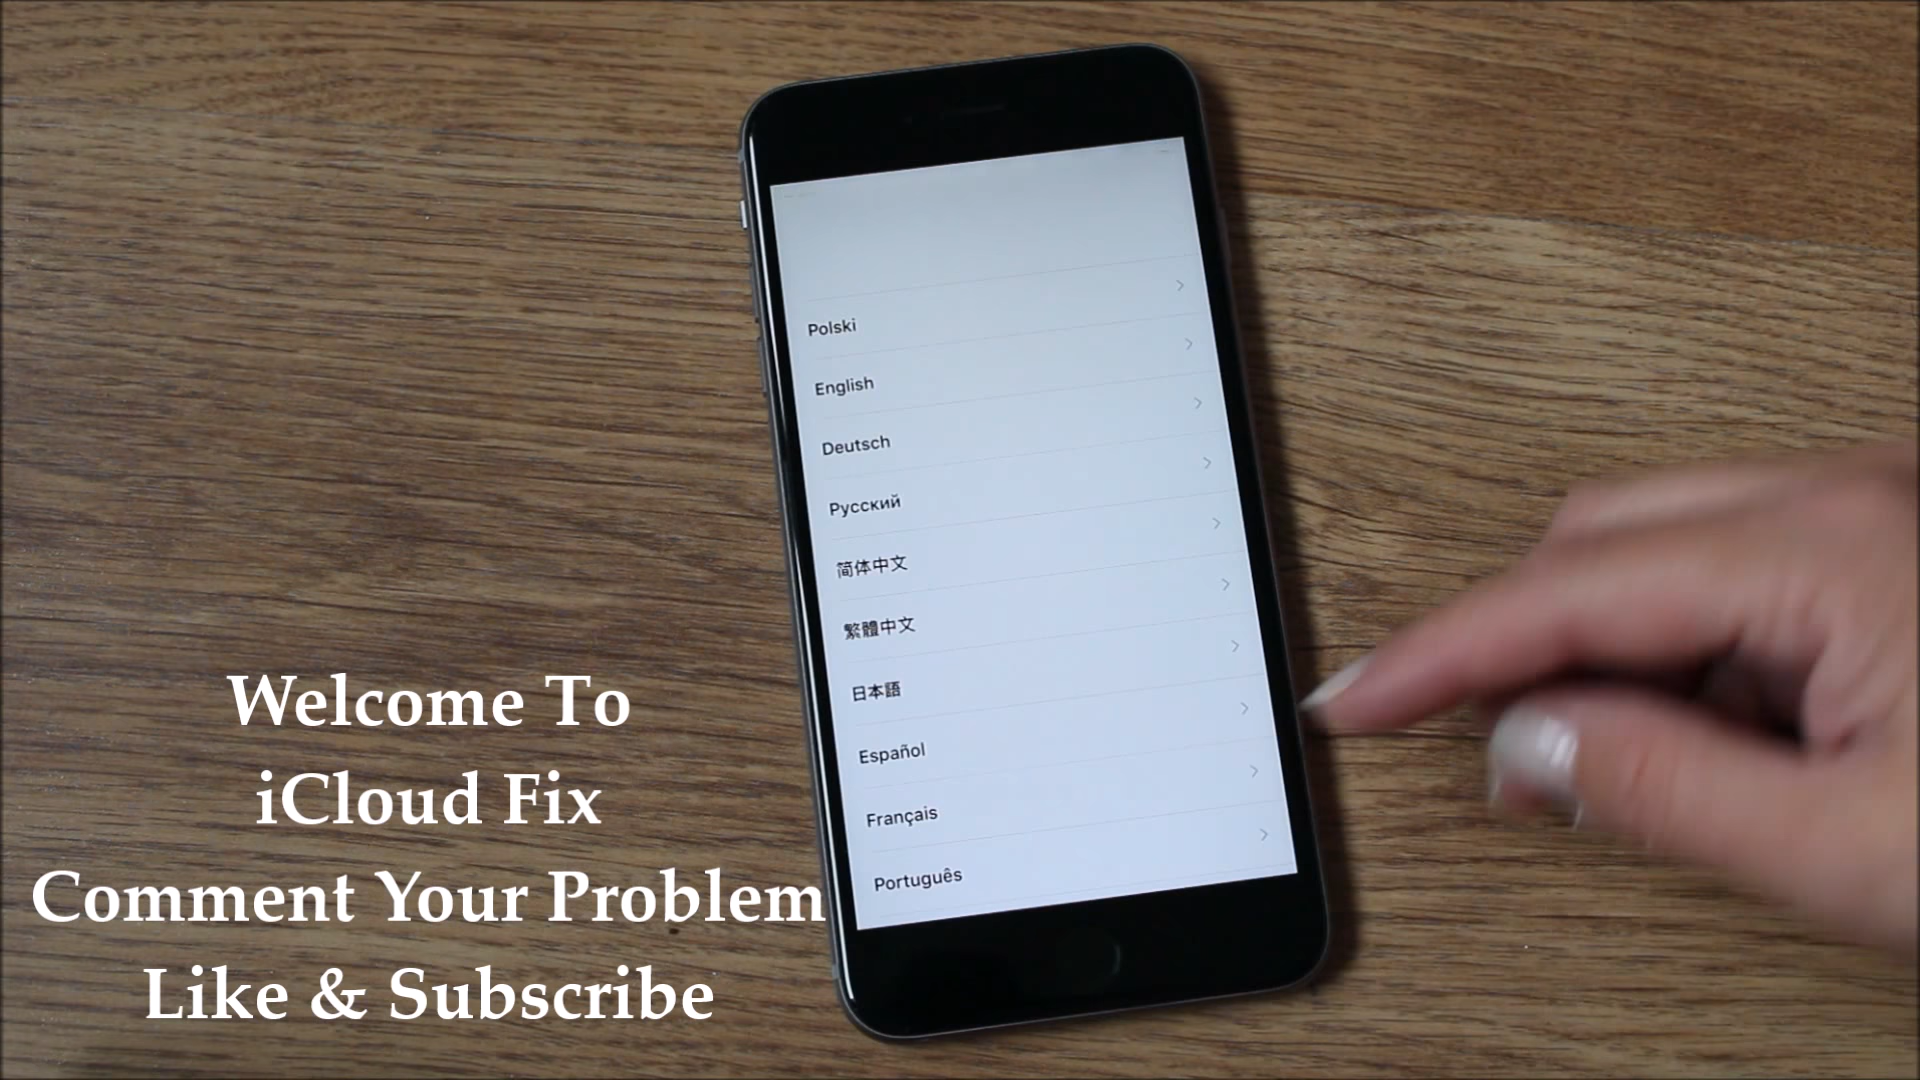 Polski
English
Deutsch
Русский
简体中文
繁體中文
日本語
Español
Français
Português
Welcome To
iCloud Fix
Comment Your Problem
Like & Subscribe